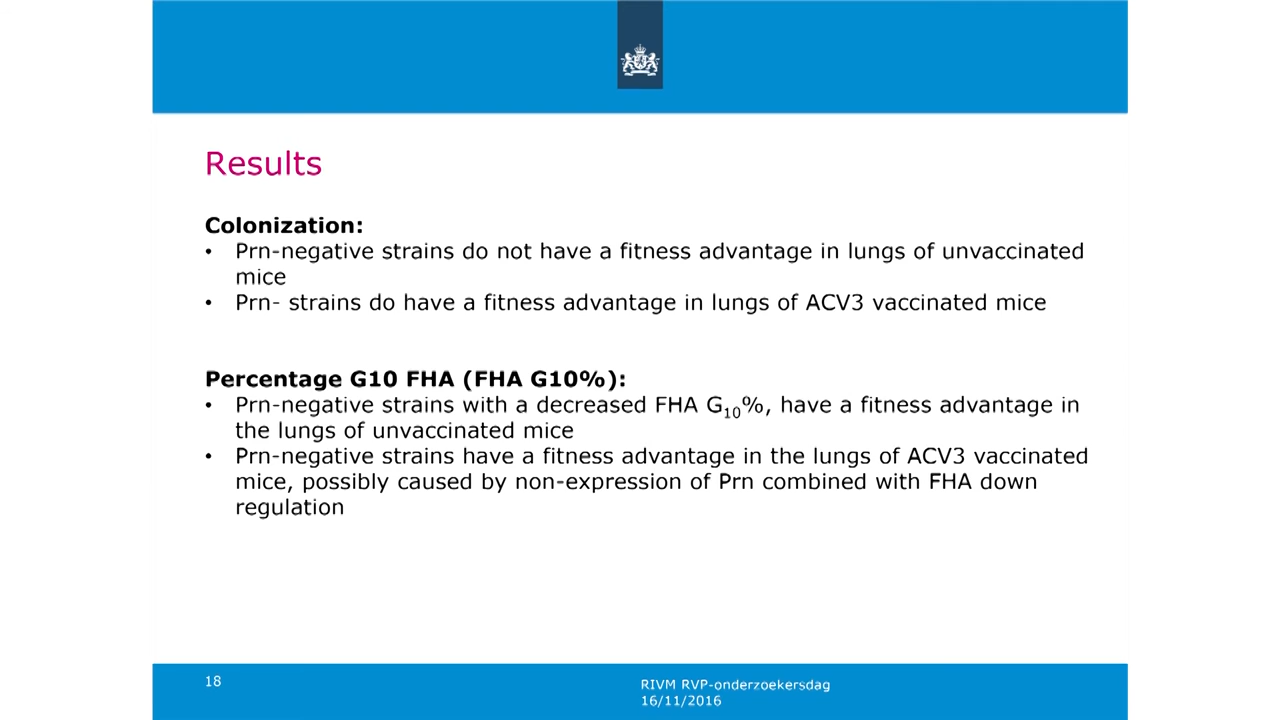 Results
Colonization:
• Prn-negative strains do not have a fitness advantage in lungs of unvaccinated
mice
• Prn- strains do have a fitness advantage in lungs of ACV3 vaccinated mice
Percentage G10 FHA (FHA G10%):
• Prn-negative strains with a decreased FHA G10%, have a fitness advantage in
the lungs of unvaccinated mice
• Prn-negative strains have a fitness advantage in the lungs of ACV3 vaccinated
mice, possibly caused by non-expression of Prn combined with FHA down
regulation
18
RIVM RVP-onderzoekersdag
16/11/2016